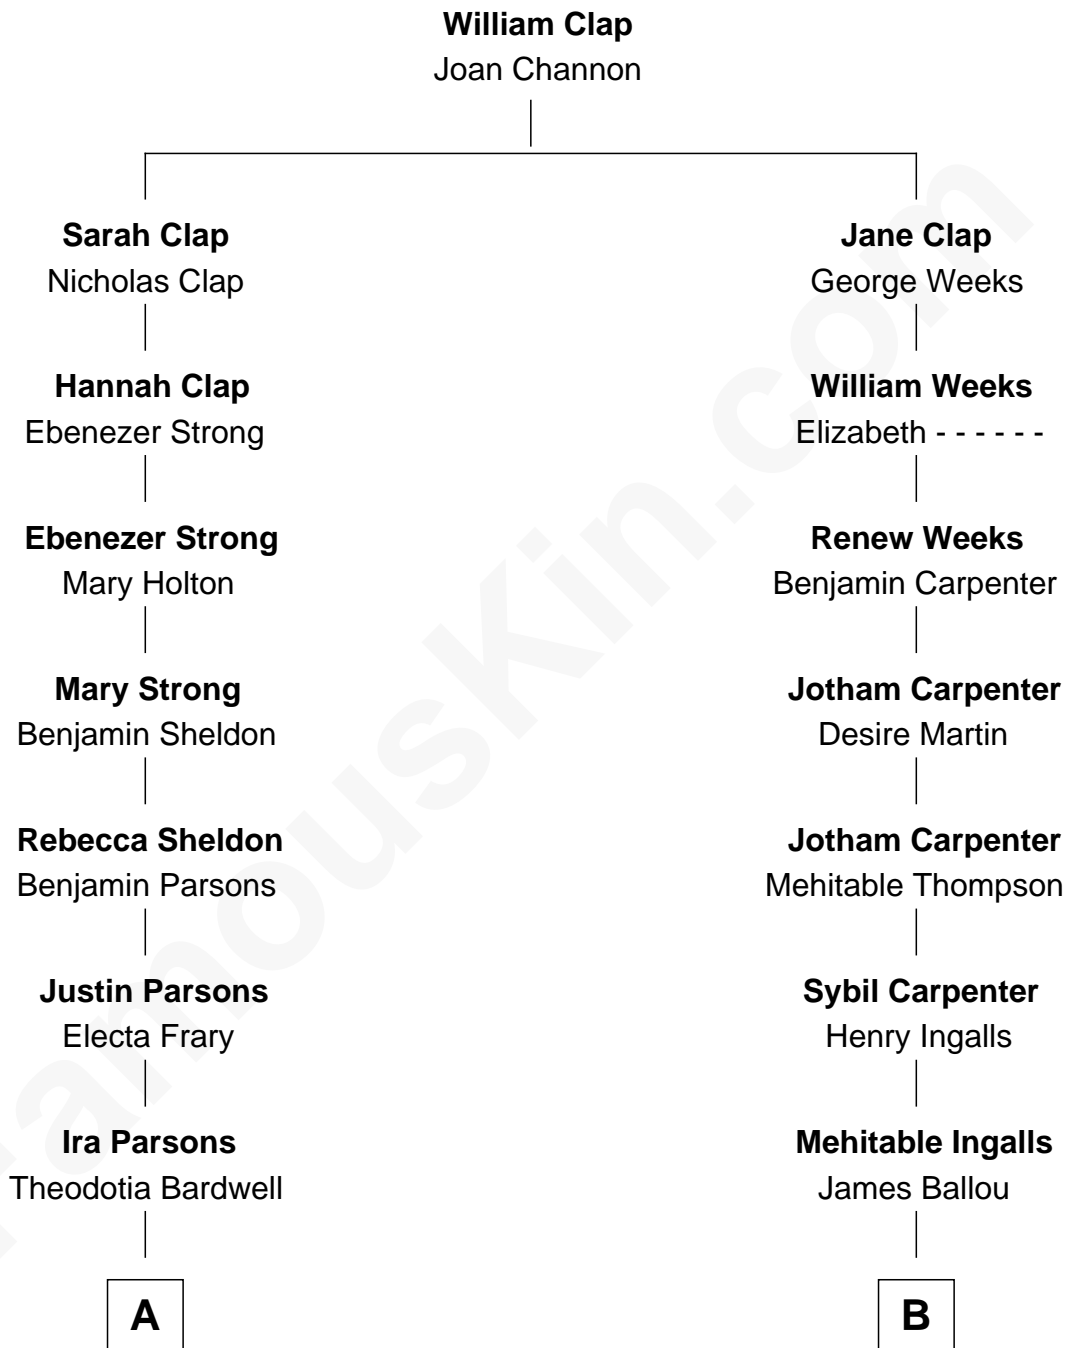 William Clap
Joan Channon
Sarah Clap
Nicholas Clap
Jane Clap
George Weeks
Hannah Clap
Ebenezer Strong
William Weeks
Elizabeth - - - - - -
Ebenezer Strong
Mary Holton
Renew Weeks
Benjamin Carpenter
Mary Strong
Benjamin Sheldon
Jotham Carpenter
Desire Martin
Rebecca Sheldon
Benjamin Parsons
Jotham Carpenter
Mehitable Thompson
Justin Parsons
Electa Frary
Sybil Carpenter
Henry Ingalls
Ira Parsons
Theodotia Bardwell
Mehitable Ingalls
James Ballou
A
B
FamousKin.com